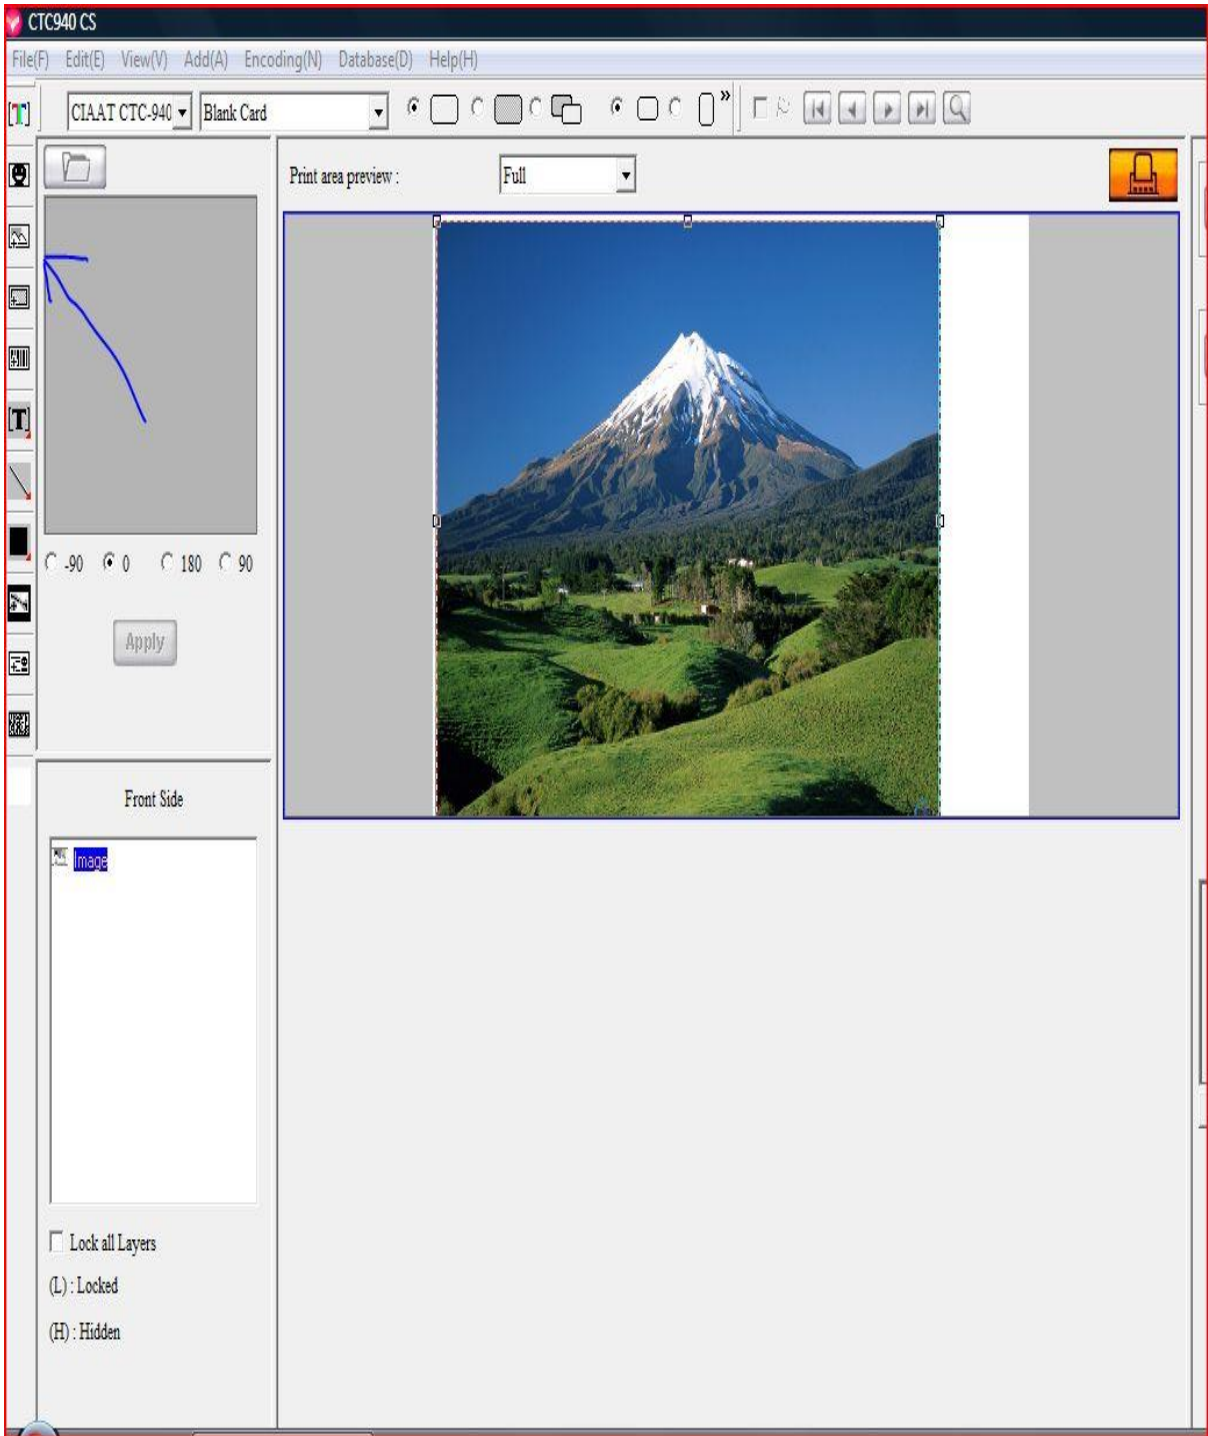 CTC940 CS
File(F) Edit(E) View(V) Add(A) Encoding(N) Database(D) Help(H)
[T] CIAAT CTC-940 Blank Card »
Print area preview : Full
[T]
-90 0 180 90
Apply
Front Side
Image
Lock all Layers
(L) : Locked
(H) : Hidden